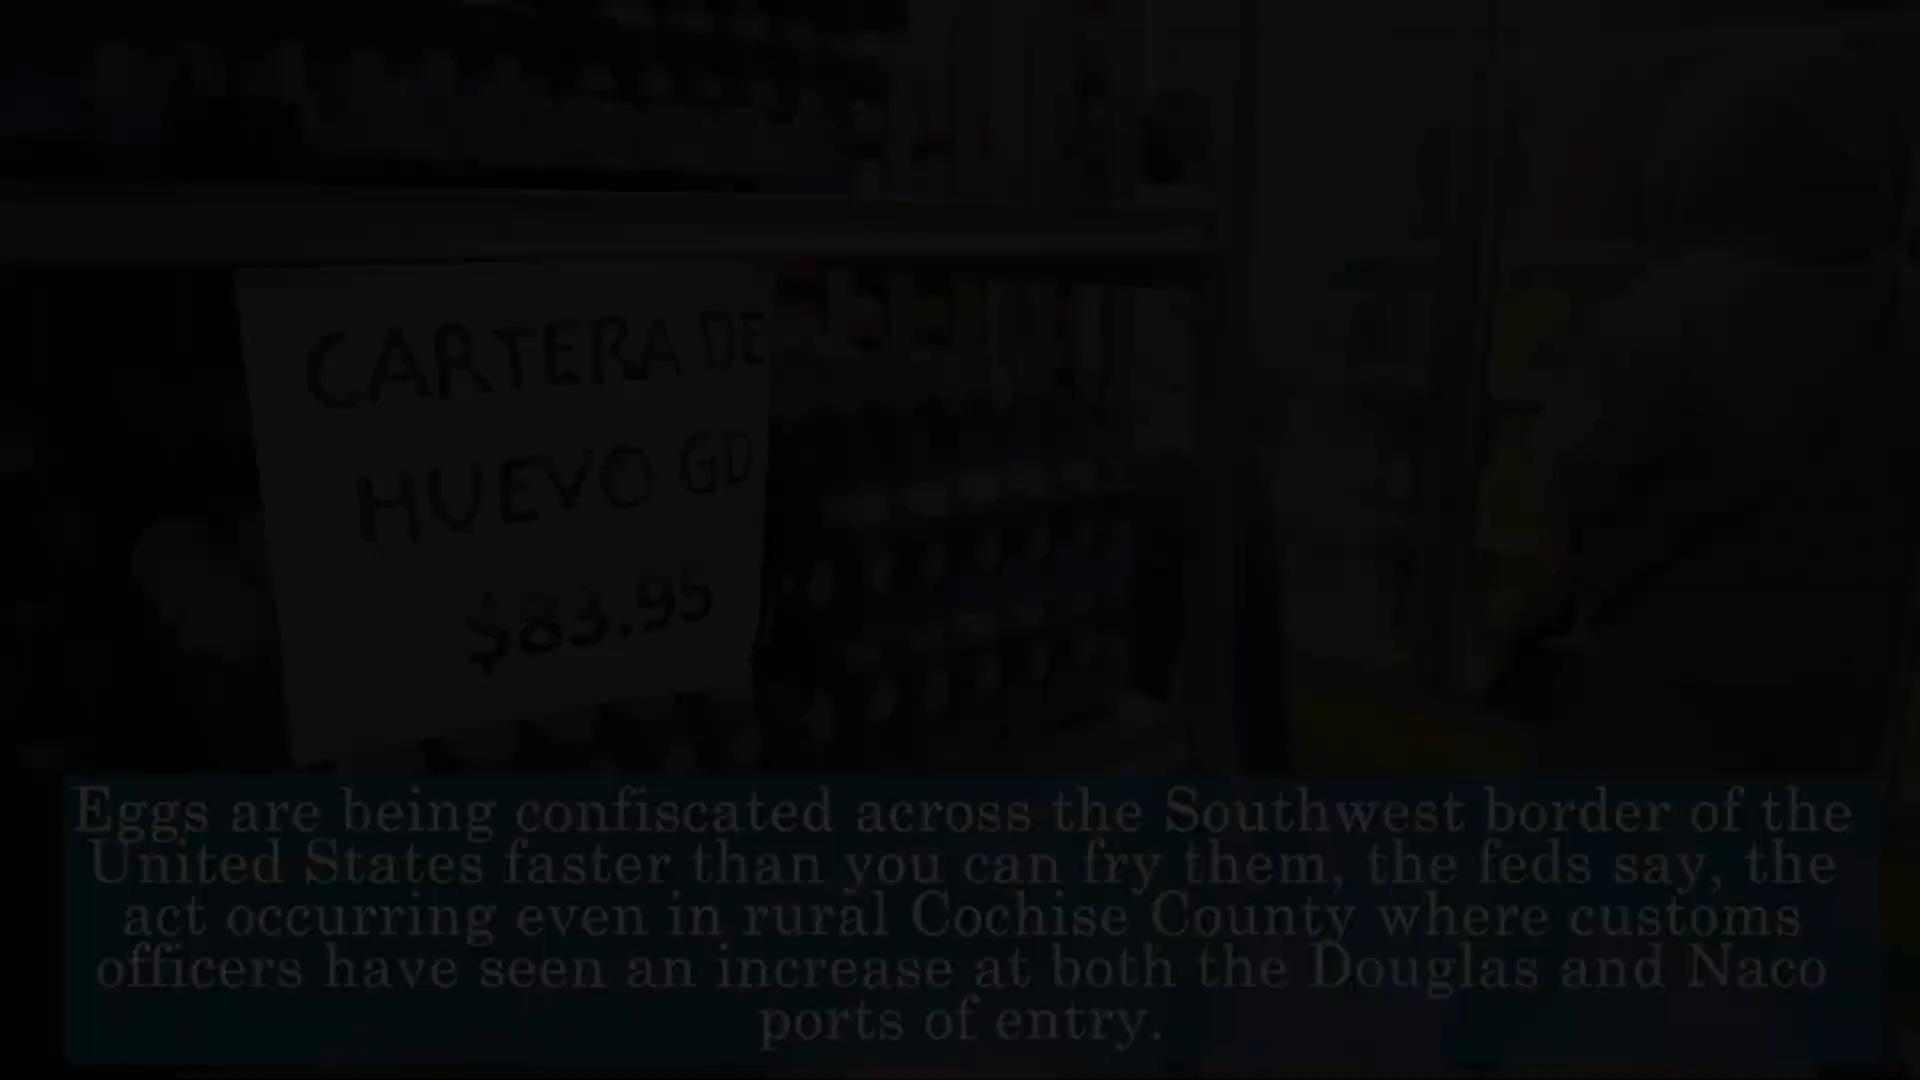 CARTERA DE
HUEVO GD
$83.95
Eggs are being confiscated across the Southwest border of the
United States faster than you can fry them, the feds say, the
act occurring even in rural Cochise County where customs
officers have seen an increase at both the Douglas and Naco
ports of entry.